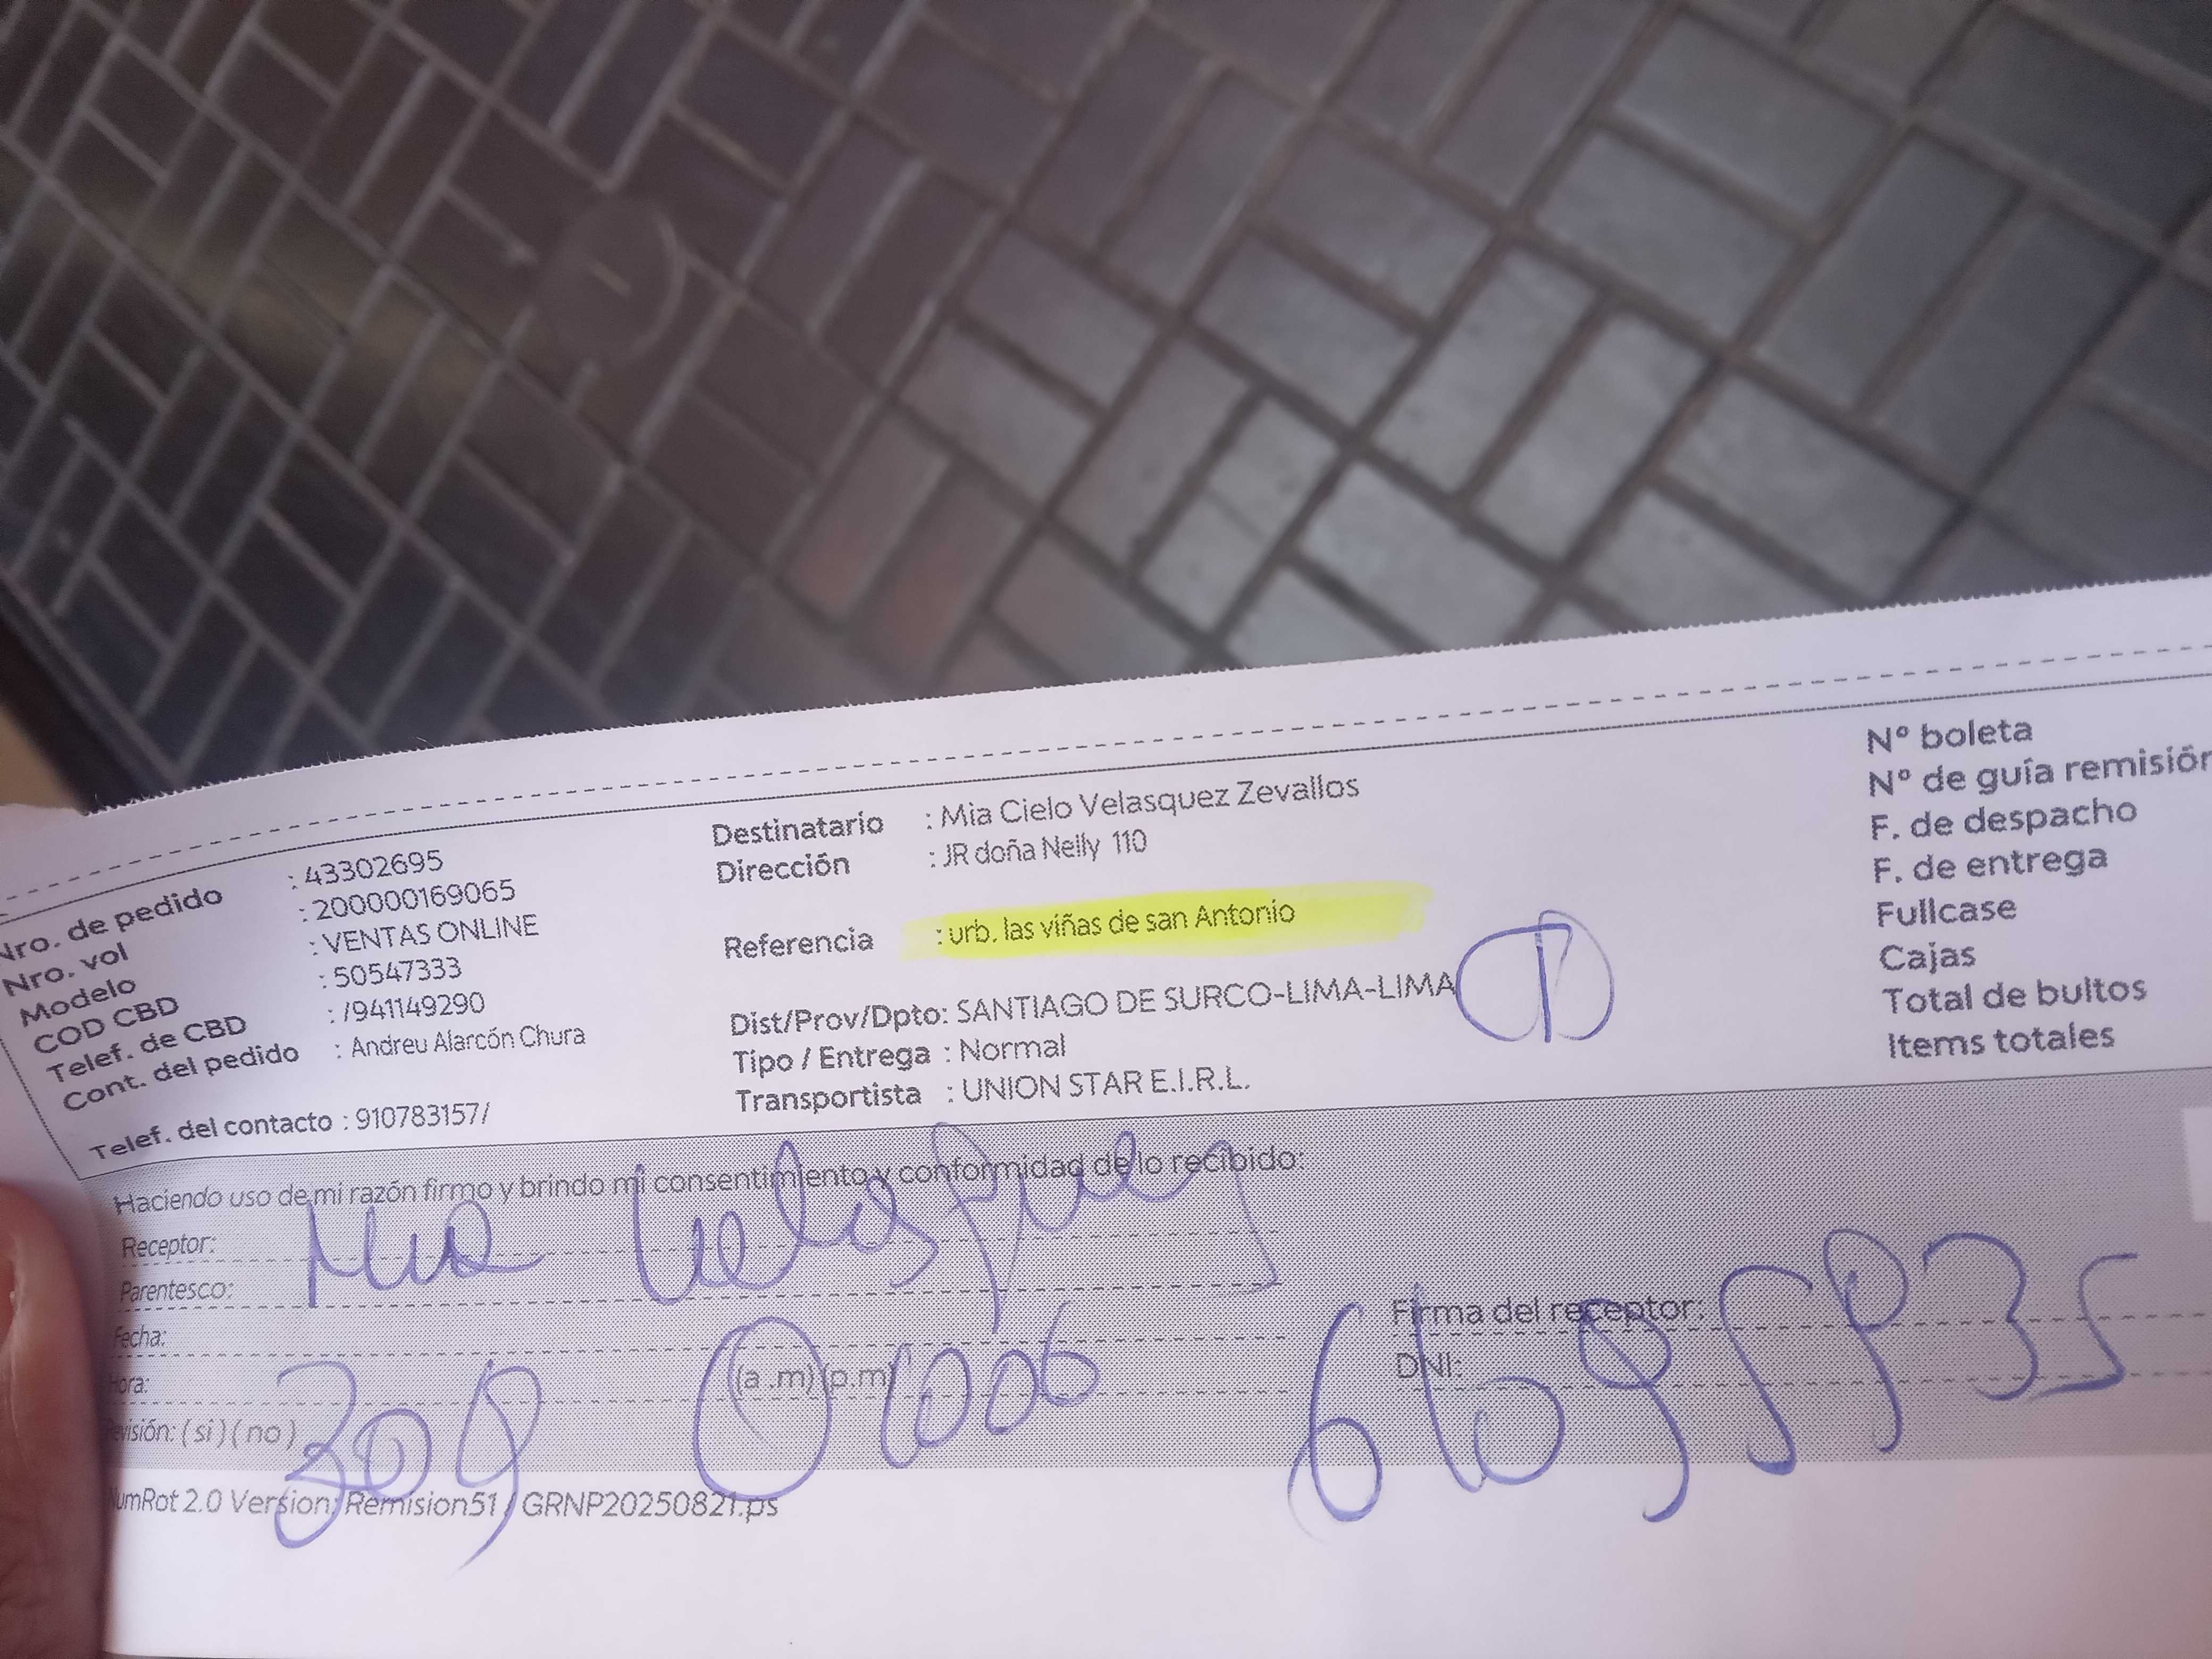 Nro. de pedido : 43302695
Nro. vol : 200000169065
Modelo : VENTAS ONLINE
COD CBD : 50547333
Telef. de CBD : /941149290
Cont. del pedido : Andreu Alarcón Chura
Telef. del contacto : 910783157/
Destinatario : Mia Cielo Velasquez Zevallos
Dirección : JR doña Nelly 110
Referencia : urb. las viñas de san Antonio
Dist/Prov/Dpto: SANTIAGO DE SURCO-LIMA-LIMA
Tipo / Entrega : Normal
Transportista : UNION STAR E.I.R.L.
Nº boleta
Nº de guía remisión
F. de despacho
F. de entrega
Fullcase
Cajas
Total de bultos
Items totales
Haciendo uso de mi razón firmo y brindo mi consentimiento y conformidad de lo recibido:
Receptor: Mia Velasquez
Parentesco:
Fecha:
Hora: (a .m) (p.m)
Revisión: ( si ) ( no )
Firma del receptor:
DNI:
NumRot 2.0 Version: Remision51 / GRNP20250821.ps